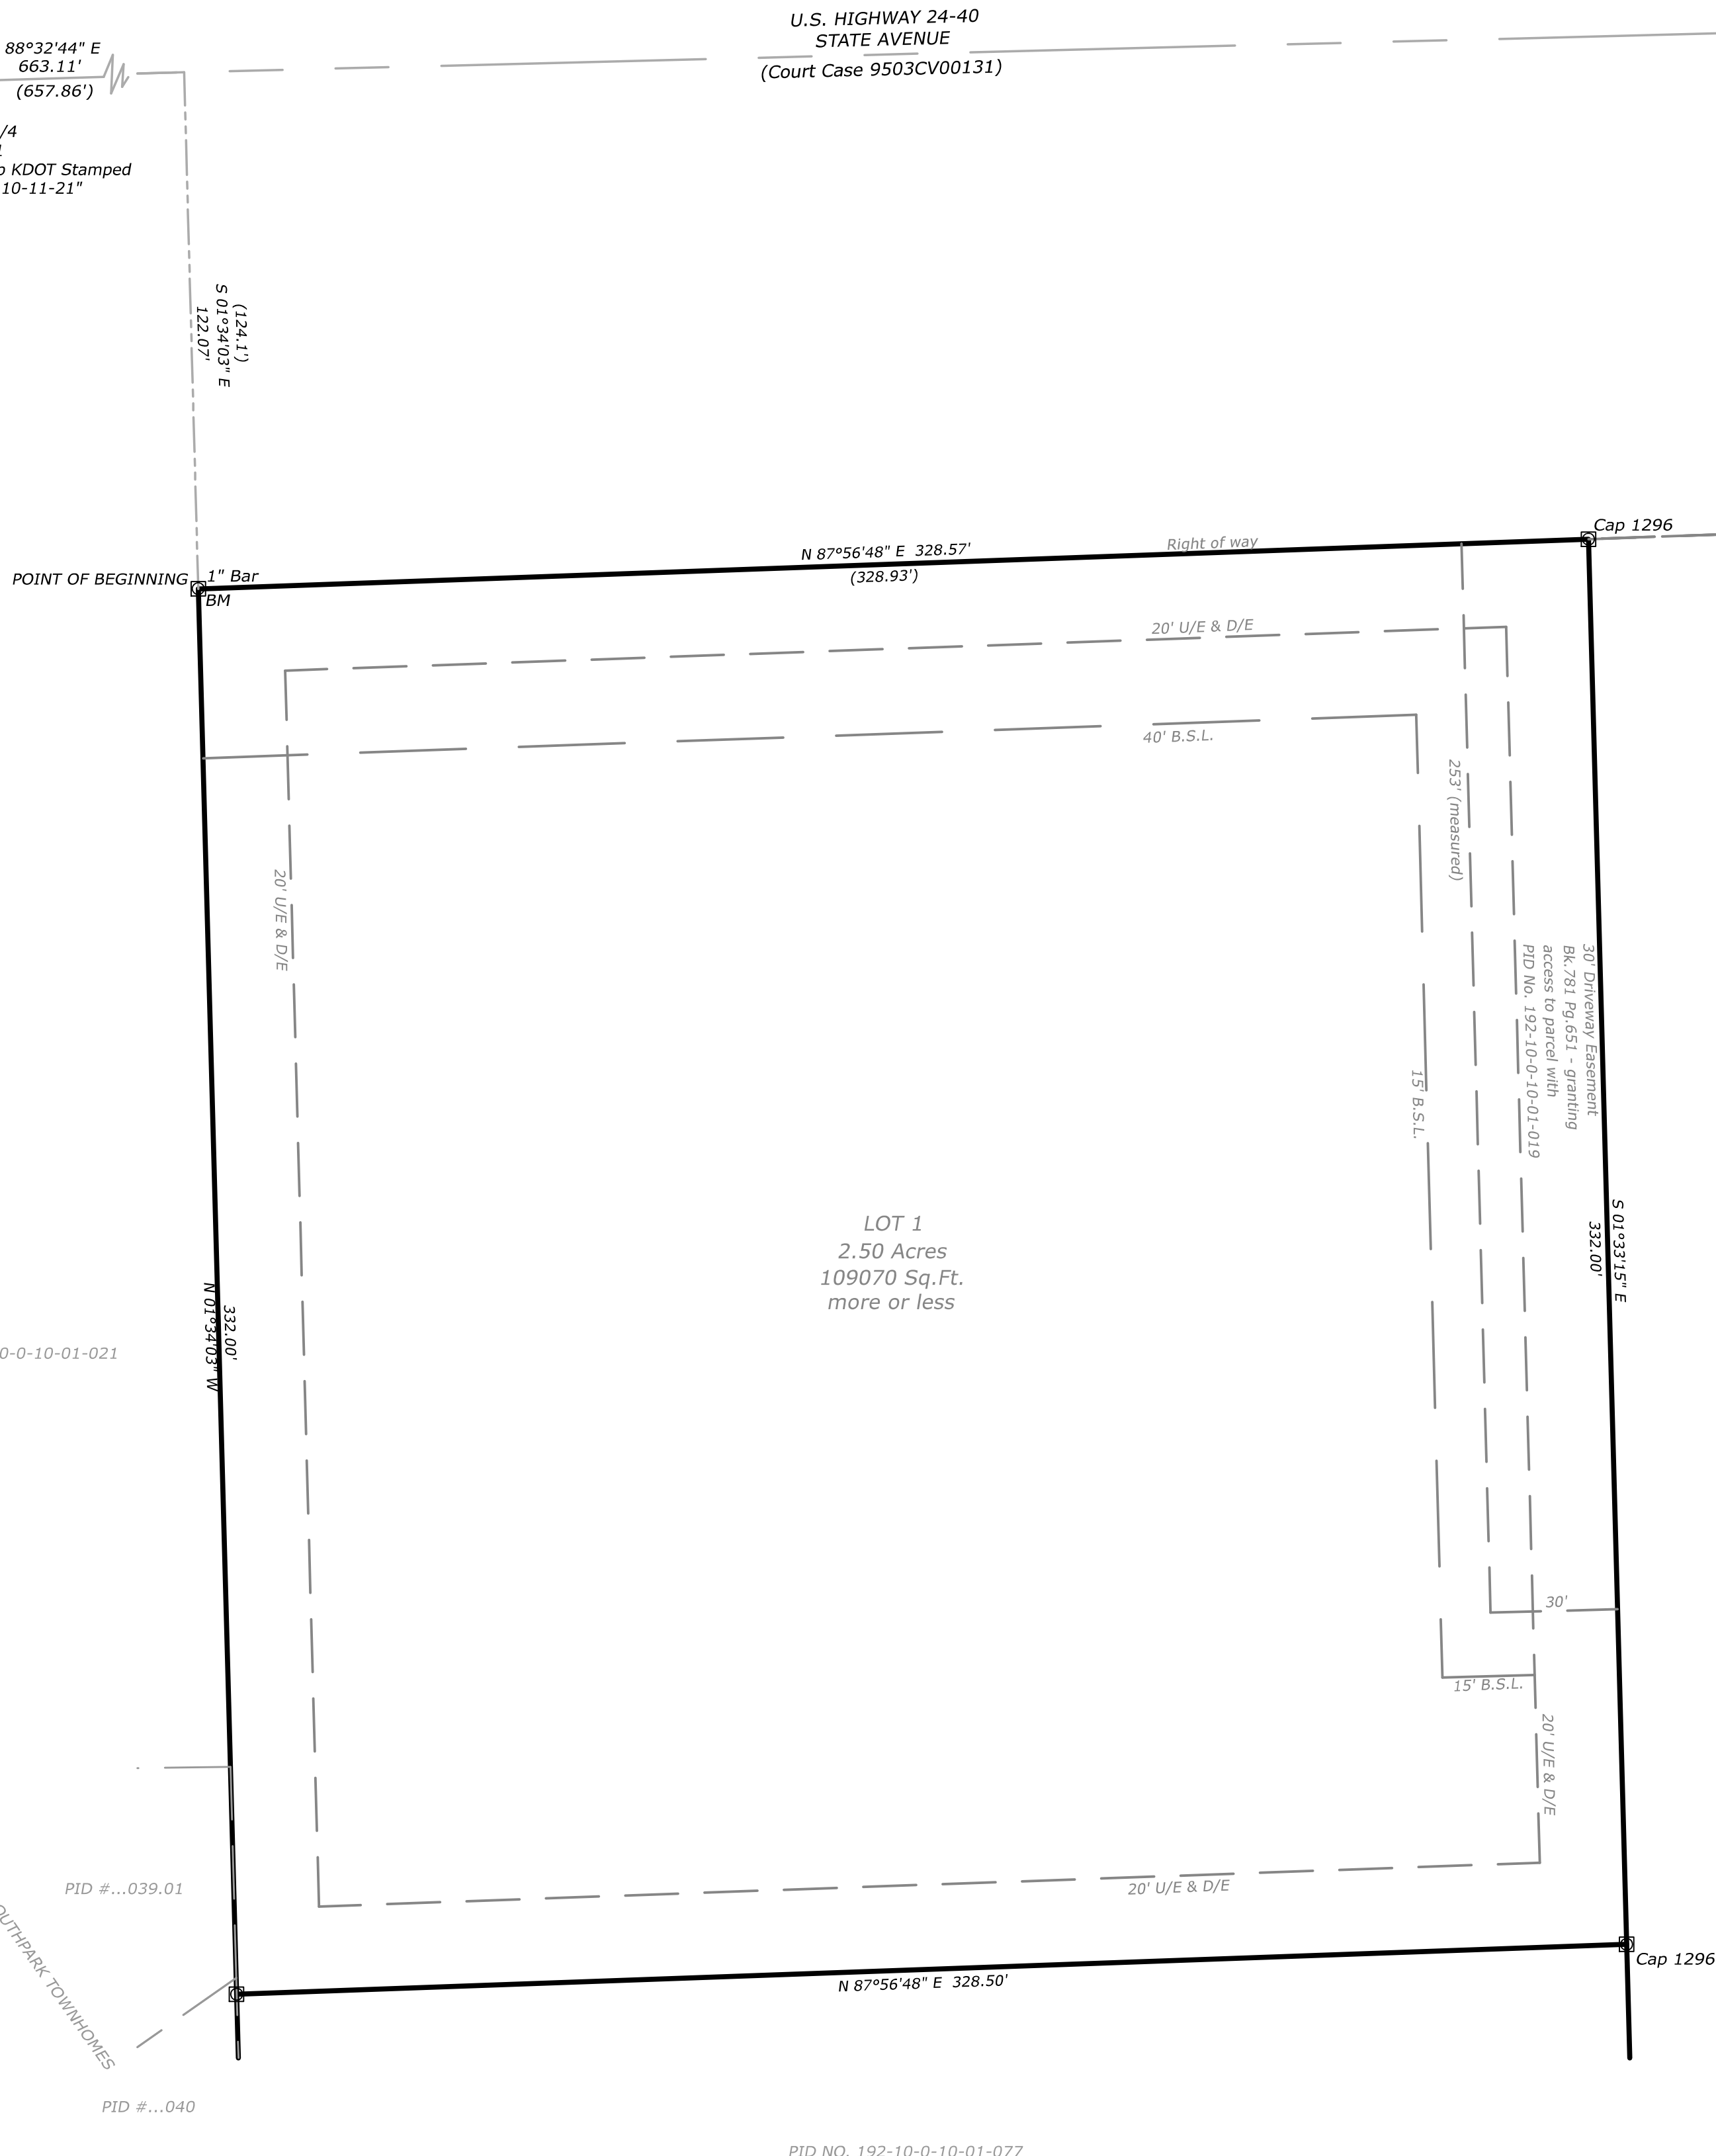 U.S. HIGHWAY 24-40
STATE AVENUE
(Court Case 9503CV00131)
88°32'44" E
663.11'
(657.86')
/4
KDOT Stamped
10-11-21"
(124.1')
S 01°34'03" E
122.07'
Cap 1296
N 87°56'48" E 328.57'
Right of way
(328.93')
POINT OF BEGINNING
1" Bar
BM
20' U/E & D/E
40' B.S.L.
253' (measured)
20' U/E & D/E
30' Driveway Easement
Bk.781 Pg.651 - granting
access to parcel with
PID No. 192-10-0-10-01-019
15' B.S.L.
LOT 1
2.50 Acres
109070 Sq.Ft.
more or less
S 01°33'15" E
332.00'
332.00'
N 01°34'03" W
0-0-10-01-021
30'
15' B.S.L.
20' U/E & D/E
20' U/E & D/E
PID #...039.01
OUTHPARK TOWNHOMES
Cap 1296
N 87°56'48" E 328.50'
PID #...040
PID NO. 192-10-0-10-01-077